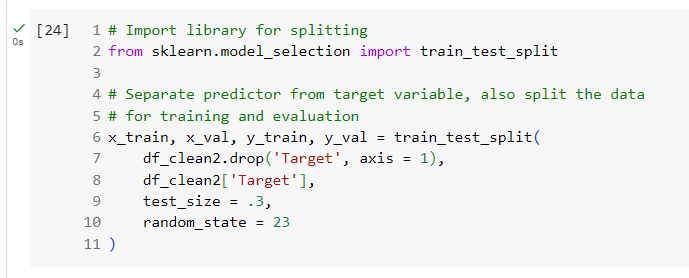 [24] 1 # Import library for splitting
0s 2 from sklearn.model_selection import train_test_split
3
4 # Separate predictor from target variable, also split the data
5 # for training and evaluation
6 x_train, x_val, y_train, y_val = train_test_split(
7     df_clean2.drop('Target', axis = 1),
8     df_clean2['Target'],
9     test_size = .3,
10     random_state = 23
11 )